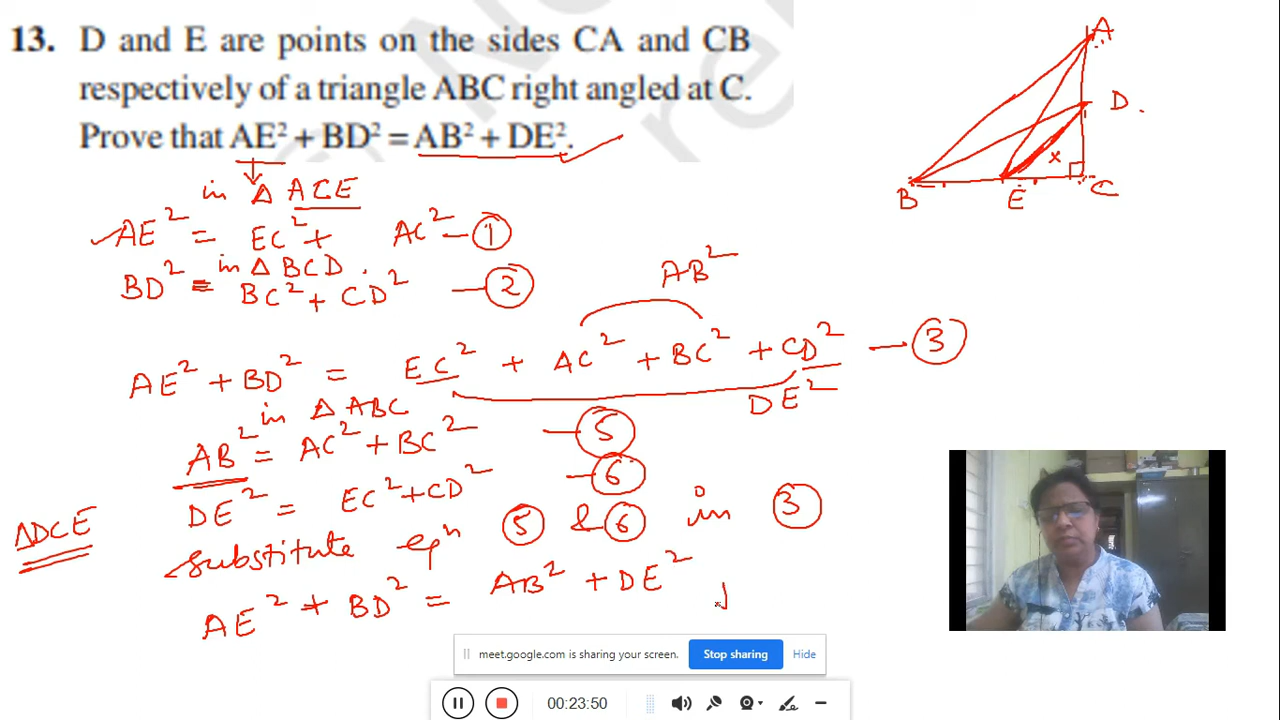 13. D and E are points on the sides CA and CB
respectively of a triangle ABC right angled at C.
Prove that AE² + BD² = AB² + DE².
A
D.
x
B
E
C
in Δ ACE
AE² = EC² + AC² — ①
in Δ BCD.
BD² = BC² + CD² — ②
AB²
AE² + BD² = EC² + AC² + BC² + CD² — ③
DE²
in Δ ABC
AB² = AC² + BC² — ⑤
DE² = EC² + CD² — ⑥
ΔDCE
Substitute eqⁿ ⑤ & ⑥ in ③
AE² + BD² = AB² + DE²
meet.google.com is sharing your screen.
Stop sharing
Hide
00:23:50